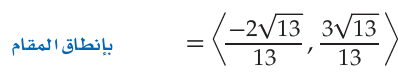 = ⟨ -2√13 / 13 , 3√13 / 13 ⟩ بإنطاق المقام